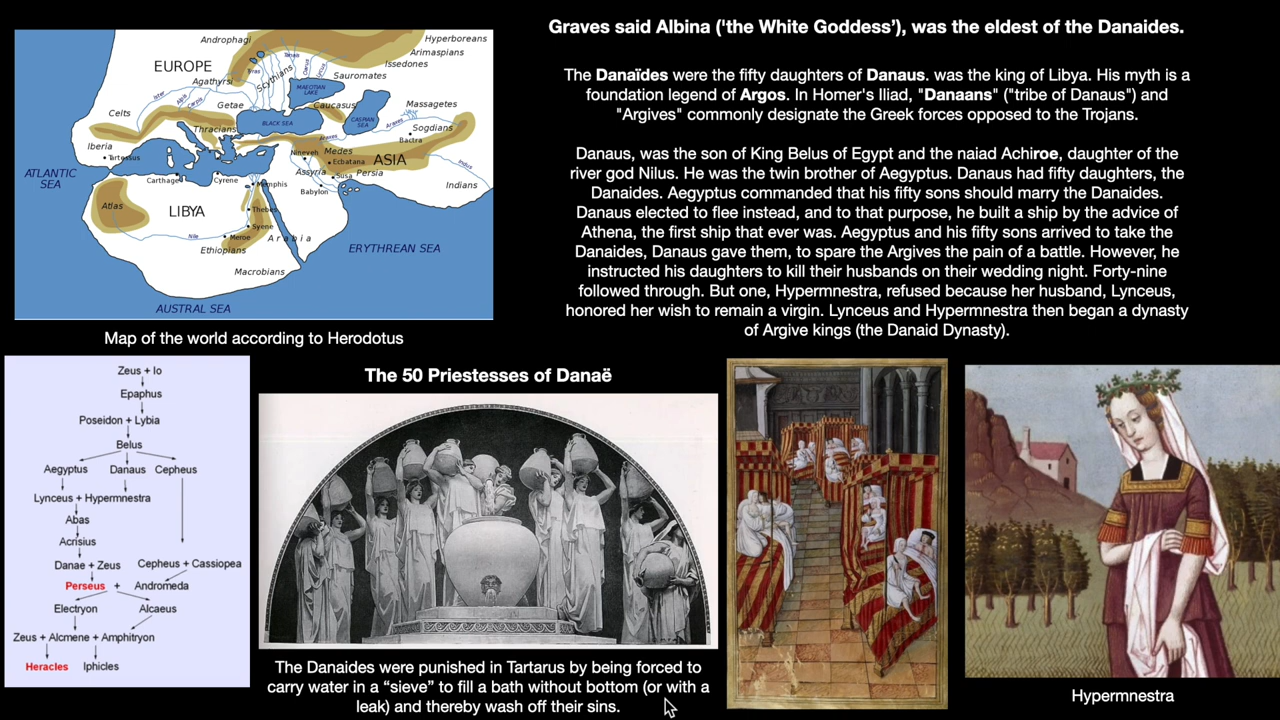 Graves said Albina ('the White Goddess’), was the eldest of the Danaides.
The Danaïdes were the fifty daughters of Danaus. was the king of Libya. His myth is a
foundation legend of Argos. In Homer's Iliad, "Danaans" ("tribe of Danaus") and
"Argives" commonly designate the Greek forces opposed to the Trojans.
Danaus, was the son of King Belus of Egypt and the naiad Achiroe, daughter of the
river god Nilus. He was the twin brother of Aegyptus. Danaus had fifty daughters, the
Danaides. Aegyptus commanded that his fifty sons should marry the Danaides.
Danaus elected to flee instead, and to that purpose, he built a ship by the advice of
Athena, the first ship that ever was. Aegyptus and his fifty sons arrived to take the
Danaides, Danaus gave them, to spare the Argives the pain of a battle. However, he
instructed his daughters to kill their husbands on their wedding night. Forty-nine
followed through. But one, Hypermnestra, refused because her husband, Lynceus,
honored her wish to remain a virgin. Lynceus and Hypermnestra then began a dynasty
of Argive kings (the Danaid Dynasty).
Androphagi
Hyperboreans
Arimaspians
Issedones
EUROPE
Scythians
Sauromates
Agathyrsi
Tanais
Ister
Carpis
MAEOTIAN
LAKE
Getae
Caucasus
Massagetes
Celts
BLACK SEA
CASPIAN
SEA
Araxes
Sogdians
Thracians
Araxes
Bactra
Iberia
Nineveh
Medes
ASIA
Indus
Tartessus
Ecbatana
ATLANTIC
SEA
Assyria
Susa
Persia
Carthage
Cyrene
Memphis
Babylon
Indians
Atlas
LIBYA
Thebes
Syene
Nile
Meroe
Arabia
Ethiopians
ERYTHREAN SEA
Macrobians
AUSTRAL SEA
Map of the world according to Herodotus
Zeus + Io
Epaphus
Poseidon + Lybia
Belus
Aegyptus Danaus Cepheus
Lynceus + Hypermnestra
Abas
Acrisius
Danae + Zeus Cepheus + Cassiopea
Perseus + Andromeda
Electryon Alcaeus
Zeus + Alcmene + Amphitryon
Heracles Iphicles
The 50 Priestesses of Danaë
The Danaides were punished in Tartarus by being forced to
carry water in a “sieve” to fill a bath without bottom (or with a
leak) and thereby wash off their sins.
Hypermnestra